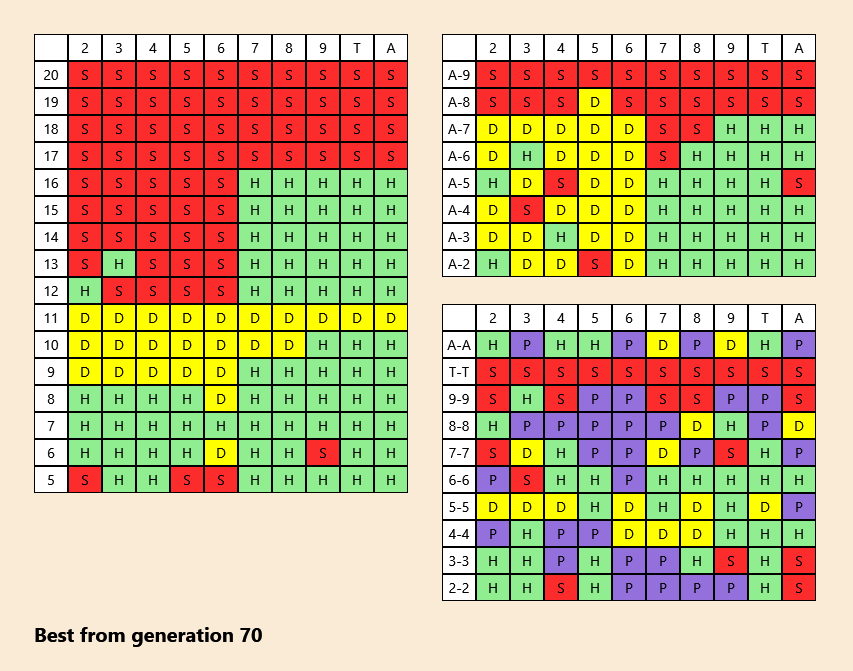 2 3 4 5 6 7 8 9 T A
20 S S S S S S S S S S
19 S S S S S S S S S S
18 S S S S S S S S S S
17 S S S S S S S S S S
16 S S S S S H H H H H
15 S S S S S H H H H H
14 S S S S S H H H H H
13 S H S S S H H H H H
12 H S S S S H H H H H
11 D D D D D D D D D D
10 D D D D D D D H H H
9 D D D D D H H H H H
8 H H H H D H H H H H
7 H H H H H H H H H H
6 H H H H D H H S H H
5 S H H S S H H H H H
2 3 4 5 6 7 8 9 T A
A-9 S S S S S S S S S S
A-8 S S S D S S S S S S
A-7 D D D D D S S H H H
A-6 D H D D D S H H H H
A-5 H D S D D H H H H S
A-4 D S D D D H H H H H
A-3 D D H D D H H H H H
A-2 H D D S D H H H H H
2 3 4 5 6 7 8 9 T A
A-A H P H H P D P D H P
T-T S S S S S S S S S S
9-9 S H S P P S S P P S
8-8 H P P P P P D H P D
7-7 S D H P P D P S H P
6-6 P S H H P H H H H H
5-5 D D D H D H D H D P
4-4 P H P P D D D H H H
3-3 H H P H P P H S H S
2-2 H H S H P P P P H S
Best from generation 70